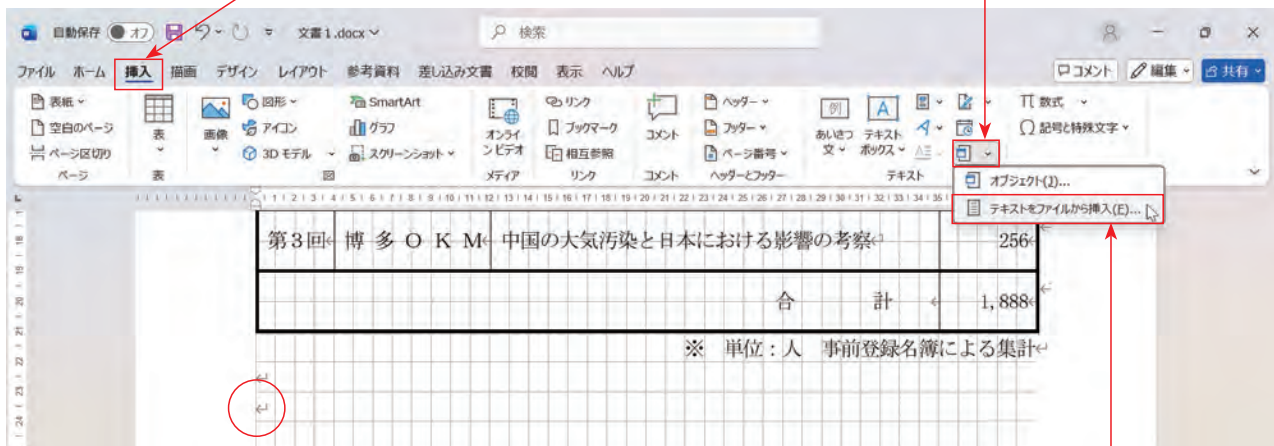 自動保存 オフ 文書1.docx 検索
ファイル ホーム 挿入 描画 デザイン レイアウト 参考資料 差し込み文書 校閲 表示 ヘルプ コメント 編集 共有
表紙 図形 SmartArt リンク ヘッダー 数式
空白のページ アイコン グラフ ブックマーク フッター 記号と特殊文字
ページ区切り 3D モデル スクリーンショット 相互参照 ページ番号
表 画像 オンラインビデオ コメント あいさつ文 テキストボックス
ページ 表 図 メディア リンク コメント ヘッダーとフッター テキスト
オブジェクト(J)...
テキストをファイルから挿入(E)...
第3回 博多OKM 中国の大気汚染と日本における影響の考察 256
合計 1,888
※ 単位:人 事前登録名簿による集計